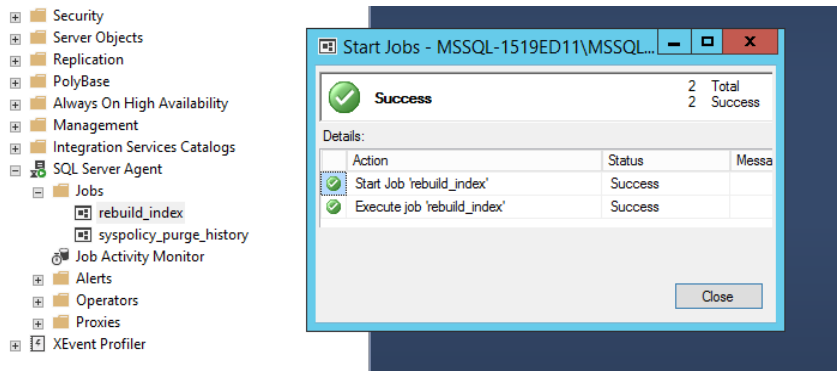 Security
Server Objects
Replication
PolyBase
Always On High Availability
Management
Integration Services Catalogs
SQL Server Agent
Jobs
rebuild_index
syspolicy_purge_history
Job Activity Monitor
Alerts
Operators
Proxies
XEvent Profiler
Start Jobs - MSSQL-1519ED11\MSSQL...
Success
2 Total
2 Success
Details:
Action Status Messa
Start Job 'rebuild_index' Success
Execute job 'rebuild_index' Success
Close